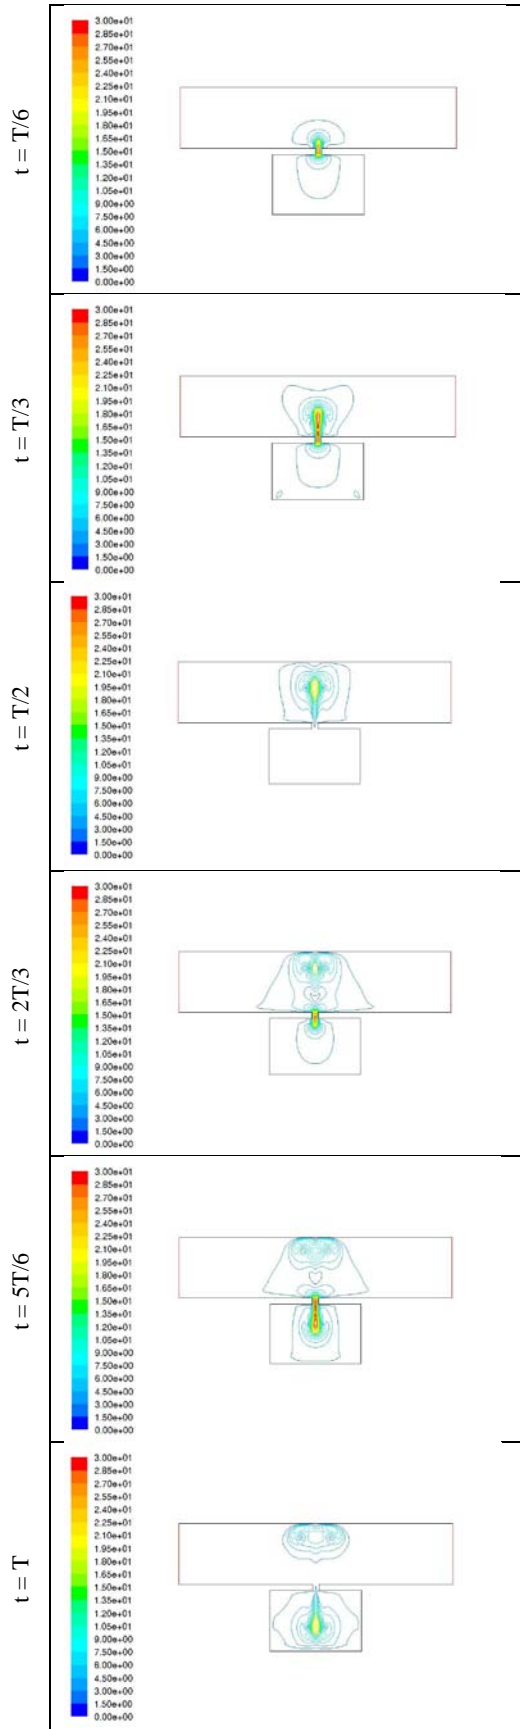 t = T/6
3.00e+01
2.85e+01
2.70e+01
2.55e+01
2.40e+01
2.25e+01
2.10e+01
1.95e+01
1.80e+01
1.65e+01
1.50e+01
1.35e+01
1.20e+01
1.05e+01
9.00e+00
7.50e+00
6.00e+00
4.50e+00
3.00e+00
1.50e+00
0.00e+00
t = T/3
3.00e+01
2.85e+01
2.70e+01
2.55e+01
2.40e+01
2.25e+01
2.10e+01
1.95e+01
1.80e+01
1.65e+01
1.50e+01
1.35e+01
1.20e+01
1.05e+01
9.00e+00
7.50e+00
6.00e+00
4.50e+00
3.00e+00
1.50e+00
0.00e+00
t = T/2
3.00e+01
2.85e+01
2.70e+01
2.55e+01
2.40e+01
2.25e+01
2.10e+01
1.95e+01
1.80e+01
1.65e+01
1.50e+01
1.35e+01
1.20e+01
1.05e+01
9.00e+00
7.50e+00
6.00e+00
4.50e+00
3.00e+00
1.50e+00
0.00e+00
t = 2T/3
3.00e+01
2.85e+01
2.70e+01
2.55e+01
2.40e+01
2.25e+01
2.10e+01
1.95e+01
1.80e+01
1.65e+01
1.50e+01
1.35e+01
1.20e+01
1.05e+01
9.00e+00
7.50e+00
6.00e+00
4.50e+00
3.00e+00
1.50e+00
0.00e+00
t = 5T/6
3.00e+01
2.85e+01
2.70e+01
2.55e+01
2.40e+01
2.25e+01
2.10e+01
1.95e+01
1.80e+01
1.65e+01
1.50e+01
1.35e+01
1.20e+01
1.05e+01
9.00e+00
7.50e+00
6.00e+00
4.50e+00
3.00e+00
1.50e+00
0.00e+00
t = T
3.00e+01
2.85e+01
2.70e+01
2.55e+01
2.40e+01
2.25e+01
2.10e+01
1.95e+01
1.80e+01
1.65e+01
1.50e+01
1.35e+01
1.20e+01
1.05e+01
9.00e+00
7.50e+00
6.00e+00
4.50e+00
3.00e+00
1.50e+00
0.00e+00